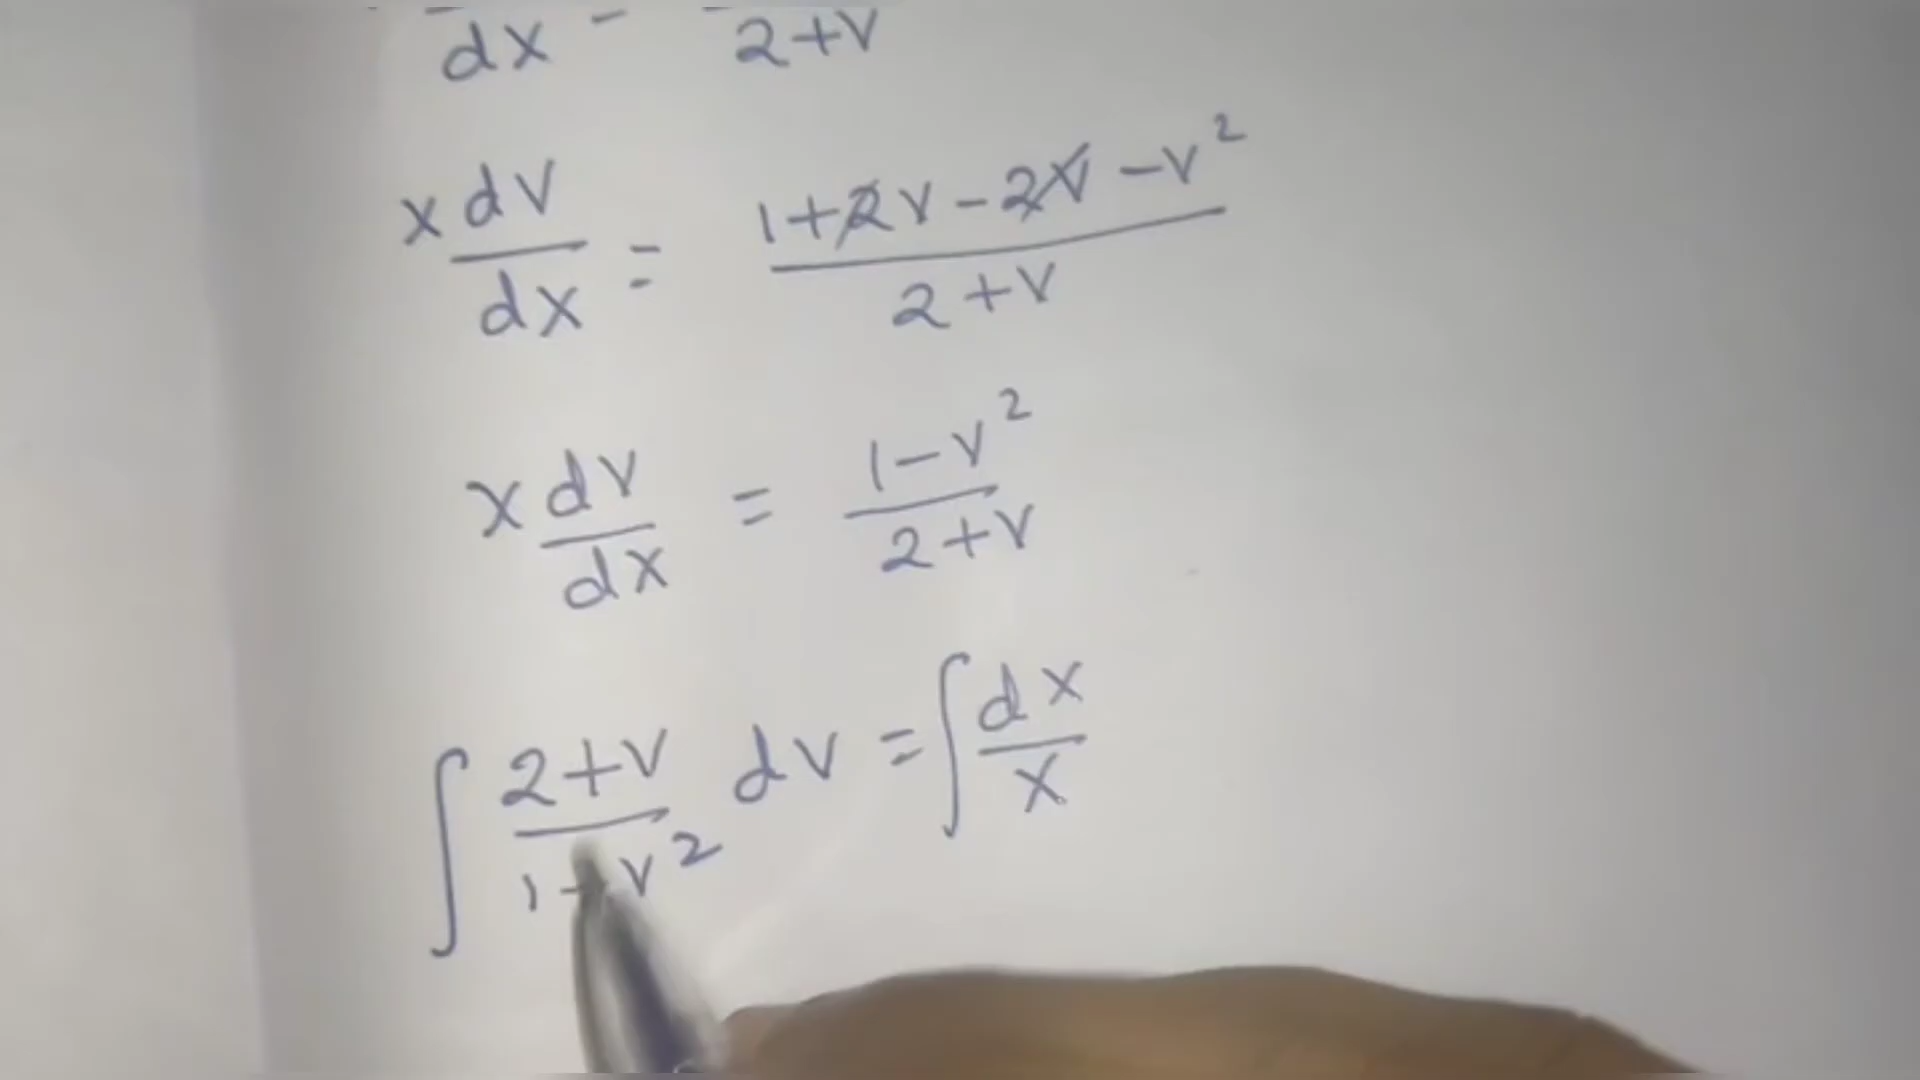 dx - 2+v
x dv/dx = (1+2v-2v-v²)/(2+v)
x dv/dx = (1-v²)/(2+v)
∫ (2+v)/(1-v²) dv = ∫ dx/x